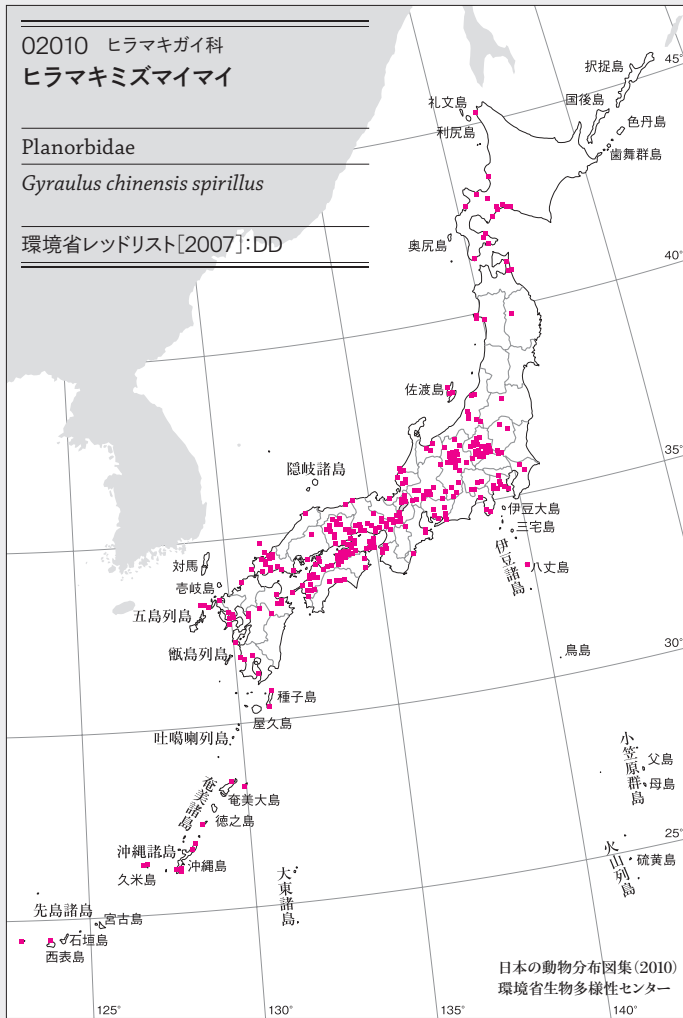 02010 ヒラマキガイ科
ヒラマキミズマイマイ
Planorbidae
Gyraulus chinensis spirillus
環境省レッドリスト[2007]:DD
45°
択捉島
国後島
礼文島
色丹島
利尻島
歯舞群島
奥尻島
40°
佐渡島
35°
隠岐諸島
伊豆大島
三宅島
伊豆諸島
八丈島
対馬
壱岐島
五島列島
甑島列島
鳥島
30°
種子島
屋久島
吐噶喇列島
小笠原群島
父島
母島
奄美諸島
奄美大島
徳之島
25°
沖縄諸島
沖縄島
久米島
大東諸島
火山列島
硫黄島
先島諸島
宮古島
石垣島
西表島
日本の動物分布図集(2010)
環境省生物多様性センター
125°
130°
135°
140°